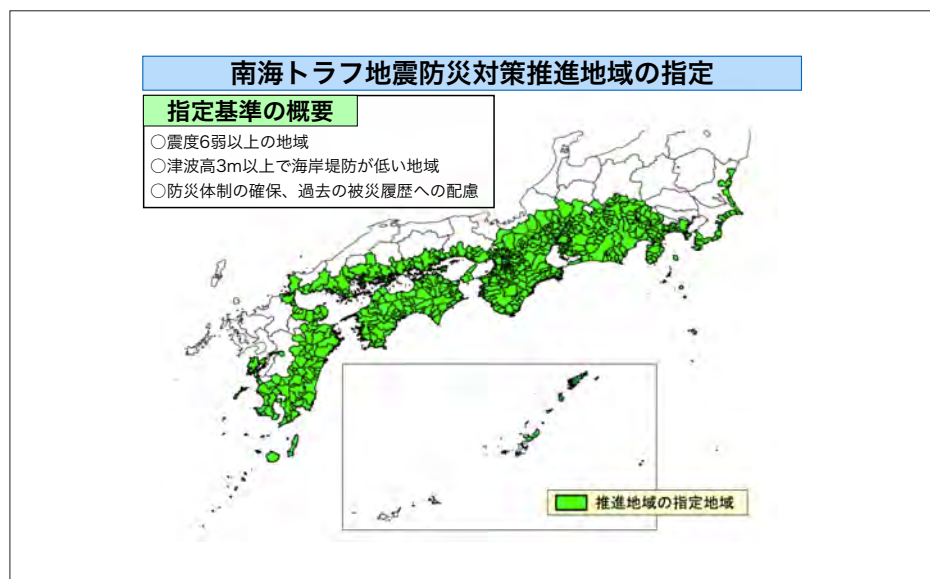 南海トラフ地震防災対策推進地域の指定
指定基準の概要
○震度6弱以上の地域
○津波高3m以上で海岸堤防が低い地域
○防災体制の確保、過去の被災履歴への配慮
推進地域の指定地域